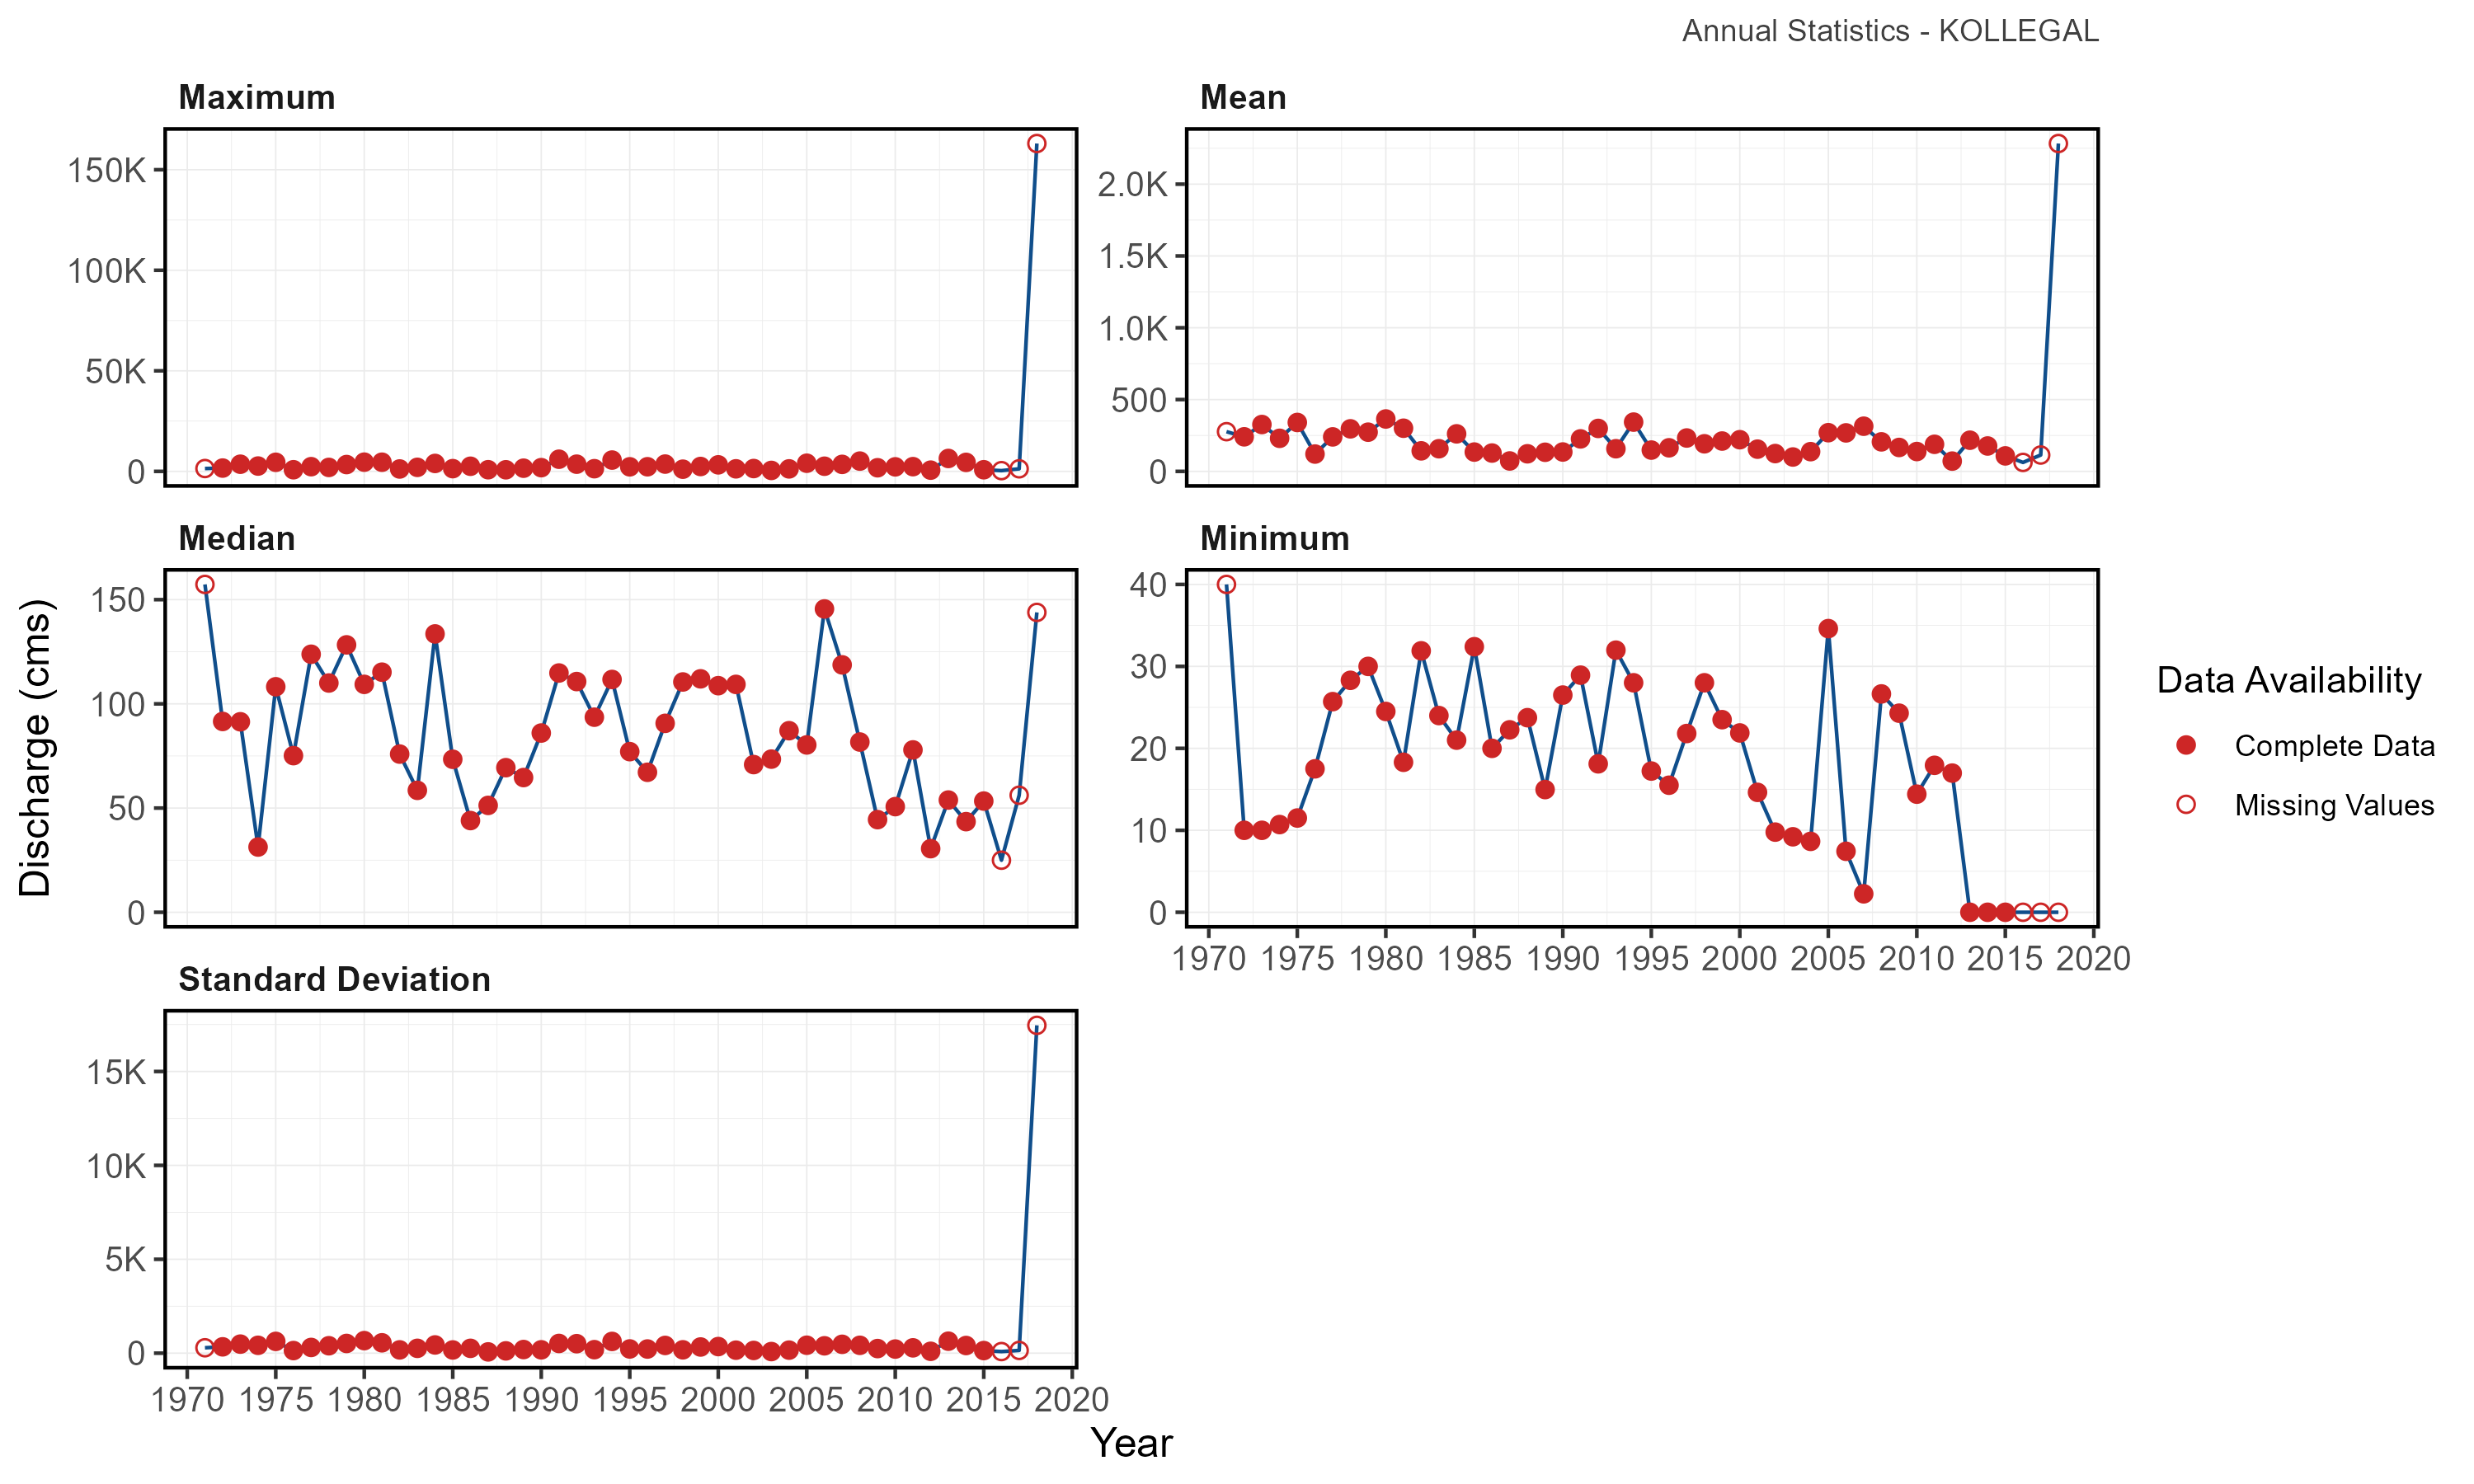 Annual Statistics - KOLLEGAL
Maximum
150K
100K
50K
0
Mean
2.0K
1.5K
1.0K
500
0
Discharge (cms)
Median
150
100
50
0
Minimum
40
30
20
10
0
1970 1975 1980 1985 1990 1995 2000 2005 2010 2015 2020
Data Availability
Complete Data
Missing Values
Standard Deviation
15K
10K
5K
0
1970 1975 1980 1985 1990 1995 2000 2005 2010 2015 2020
Year